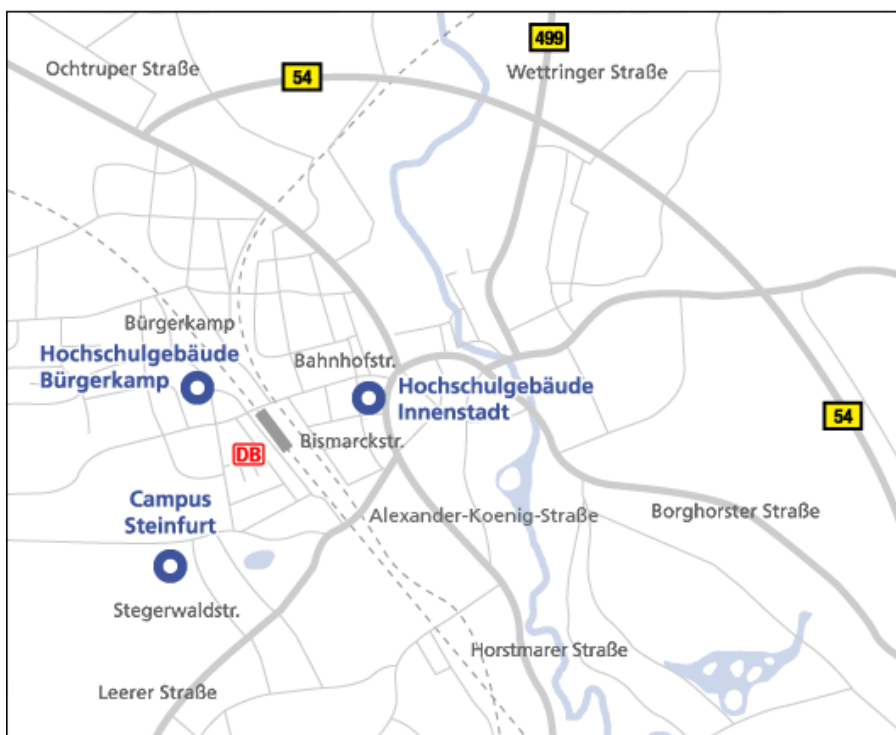 499
Ochtruper Straße
54
Wettringer Straße
Bürgerkamp
Hochschulgebäude
Bürgerkamp
Bahnhofstr.
Hochschulgebäude
Innenstadt
54
Bismarckstr.
DB
Campus
Steinfurt
Alexander-Koenig-Straße
Borghorster Straße
Stegerwaldstr.
Horstmarer Straße
Leerer Straße